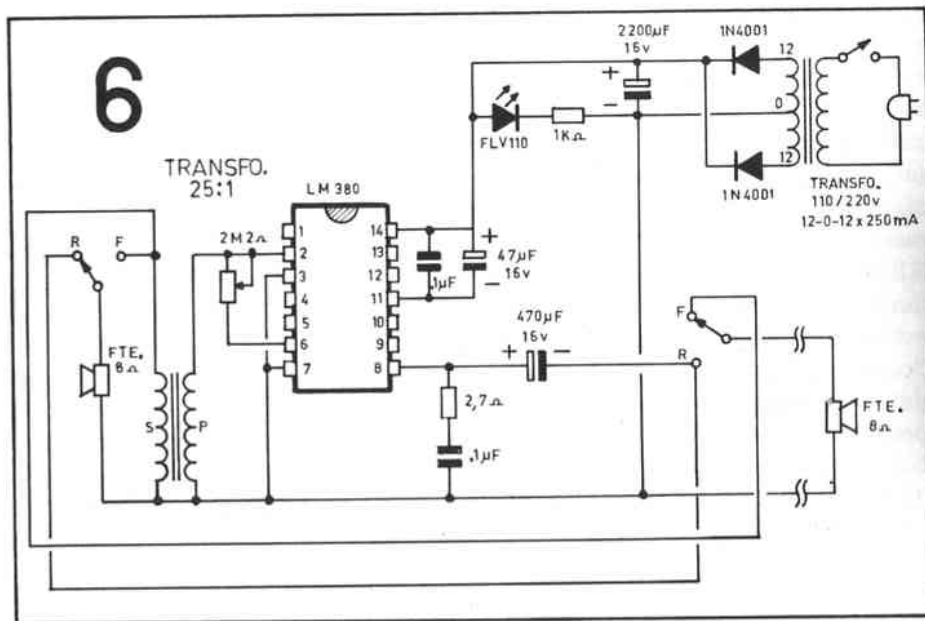 6
2200µF
16v
1N4001
12
0
12
1N4001
TRANSFO.
110/220v
12-0-12 x 250mA
FLV110
1KΩ
TRANSFO.
25:1
LM 380
2M2Ω
1
2
3
4
5
6
7
14
13
12
11
10
9
8
.1µF
47µF
16v
R
F
FTE.
8Ω
S
P
470µF
16v
2,7Ω
.1µF
F
R
FTE.
8Ω
+
-
+
-
+
-